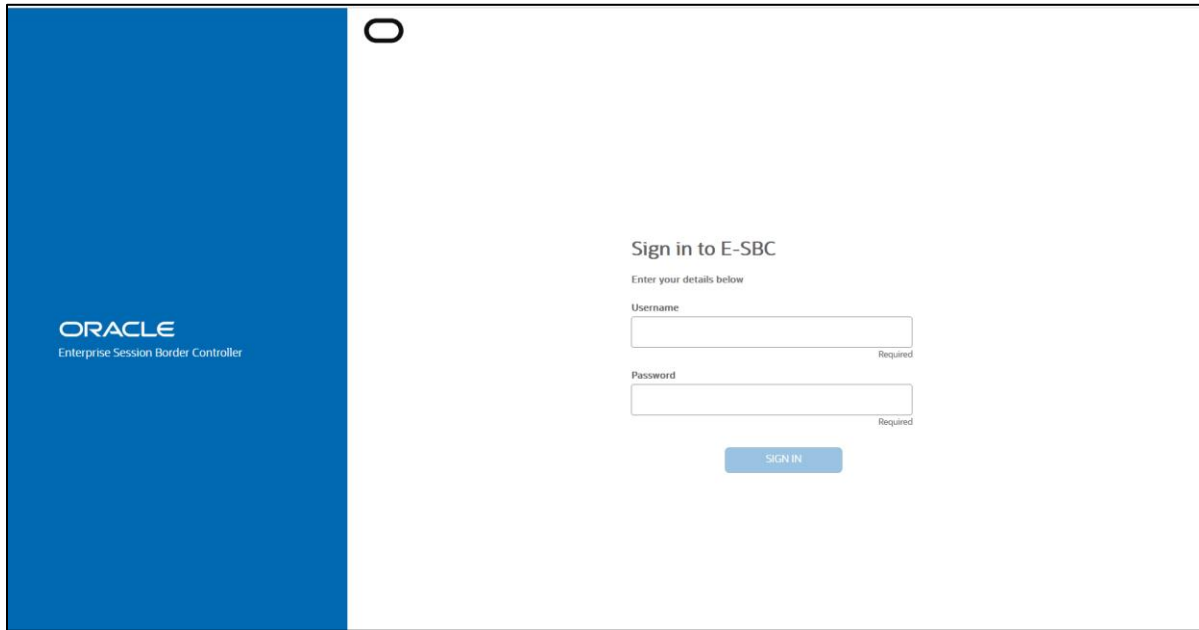 ORACLE
Enterprise Session Border Controller
Sign in to E-SBC
Enter your details below
Username
Required
Password
Required
SIGN IN